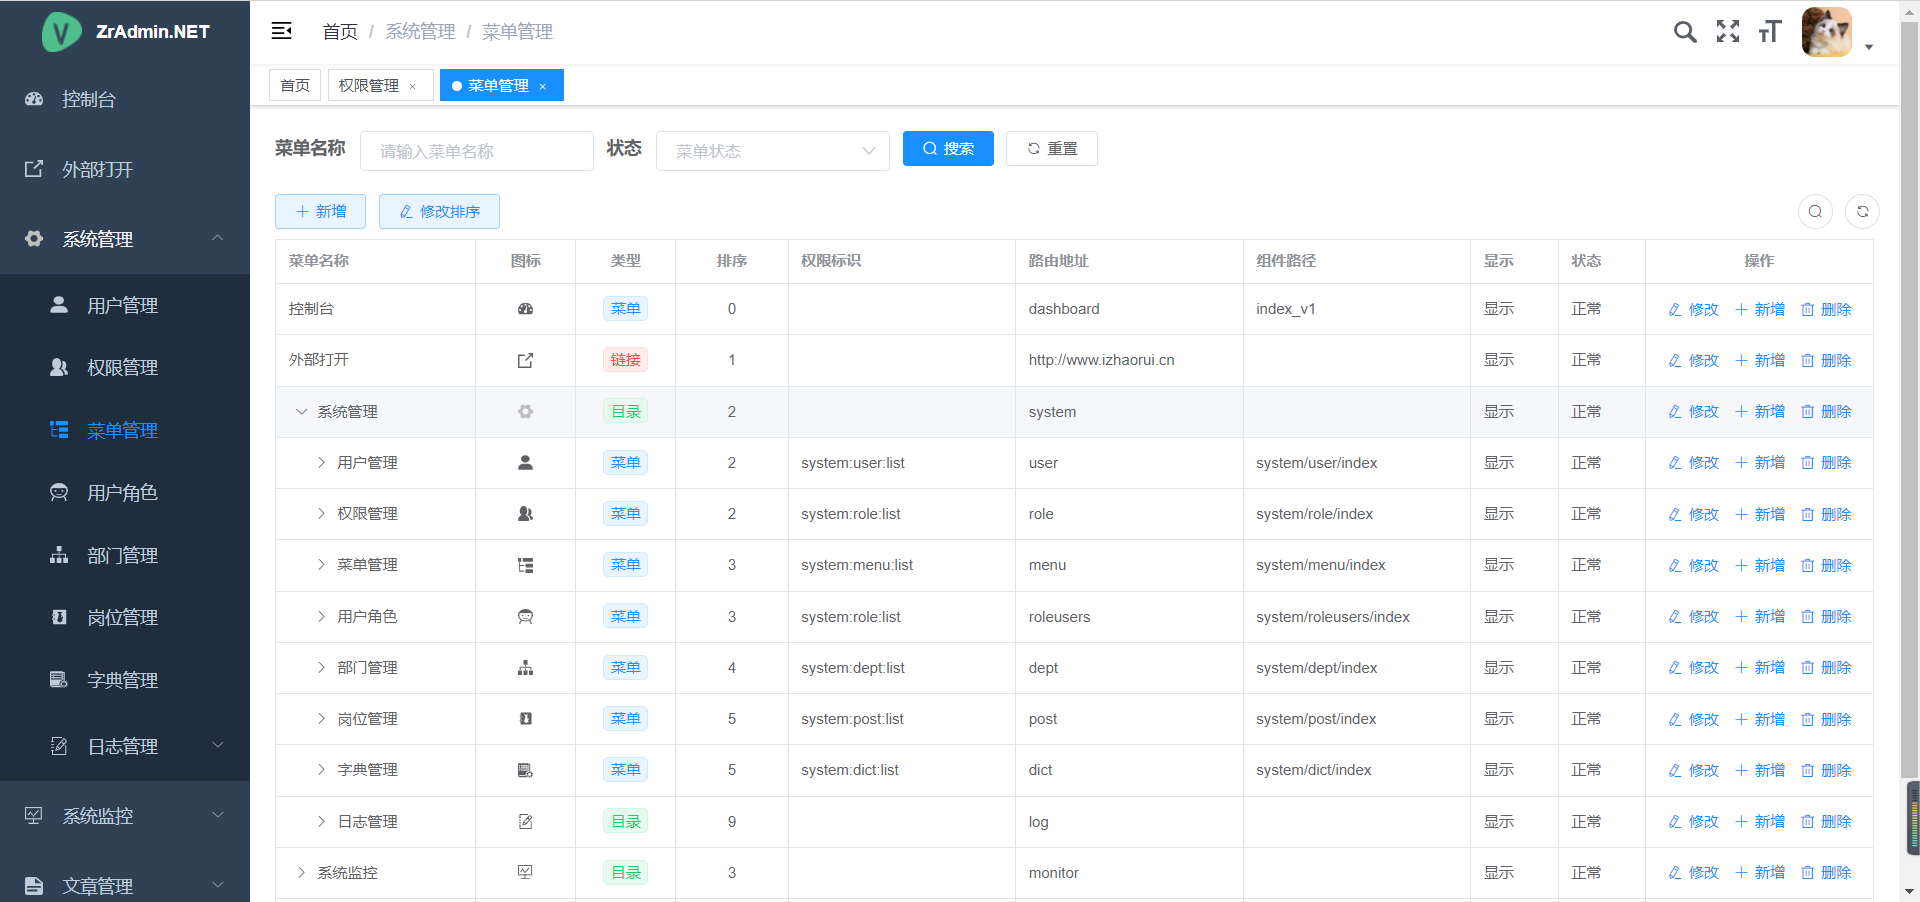 ZrAdmin.NET
控制台
外部打开
系统管理
用户管理
权限管理
菜单管理
用户角色
部门管理
岗位管理
字典管理
日志管理
系统监控
文章管理
首页 / 系统管理 / 菜单管理
首页 权限管理 × 菜单管理 ×
菜单名称 请输入菜单名称 状态 菜单状态 搜索 重置
新增 修改排序
菜单名称 图标 类型 排序 权限标识 路由地址 组件路径 显示 状态 操作
控制台 菜单 0 dashboard index_v1 显示 正常 修改 新增 删除
外部打开 链接 1 http://www.izhaorui.cn 显示 正常 修改 新增 删除
系统管理 目录 2 system 显示 正常 修改 新增 删除
用户管理 菜单 2 system:user:list user system/user/index 显示 正常 修改 新增 删除
权限管理 菜单 2 system:role:list role system/role/index 显示 正常 修改 新增 删除
菜单管理 菜单 3 system:menu:list menu system/menu/index 显示 正常 修改 新增 删除
用户角色 菜单 3 system:role:list roleusers system/roleusers/index 显示 正常 修改 新增 删除
部门管理 菜单 4 system:dept:list dept system/dept/index 显示 正常 修改 新增 删除
岗位管理 菜单 5 system:post:list post system/post/index 显示 正常 修改 新增 删除
字典管理 菜单 5 system:dict:list dict system/dict/index 显示 正常 修改 新增 删除
日志管理 目录 9 log 显示 正常 修改 新增 删除
系统监控 目录 3 monitor 显示 正常 修改 新增 删除